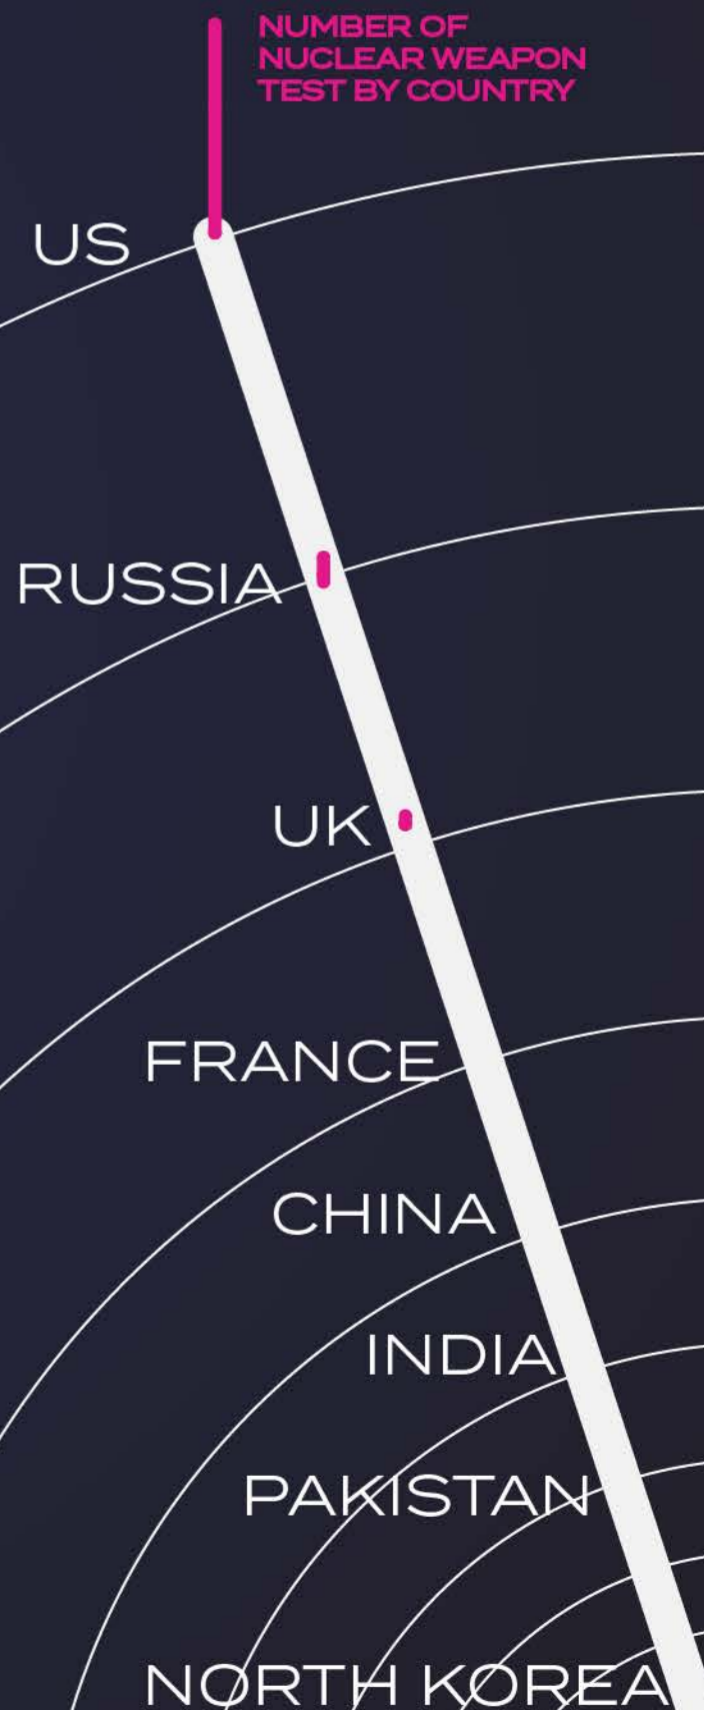 NUMBER OF
NUCLEAR WEAPON
TEST BY COUNTRY
US
RUSSIA
UK
FRANCE
CHINA
INDIA
PAKISTAN
NORTH KOREA